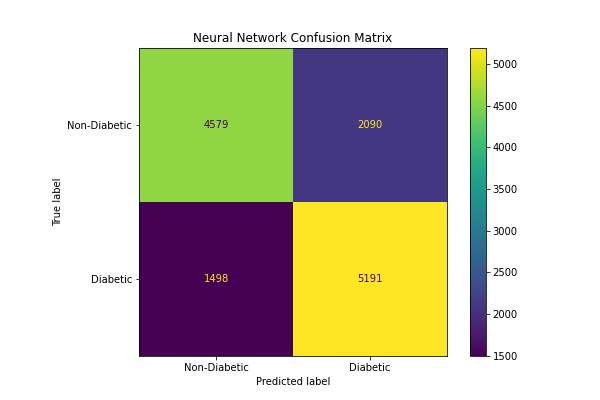 Neural Network Confusion Matrix
True label
Non-Diabetic
4579
2090
Diabetic
1498
5191
Non-Diabetic
Diabetic
Predicted label
5000
4500
4000
3500
3000
2500
2000
1500